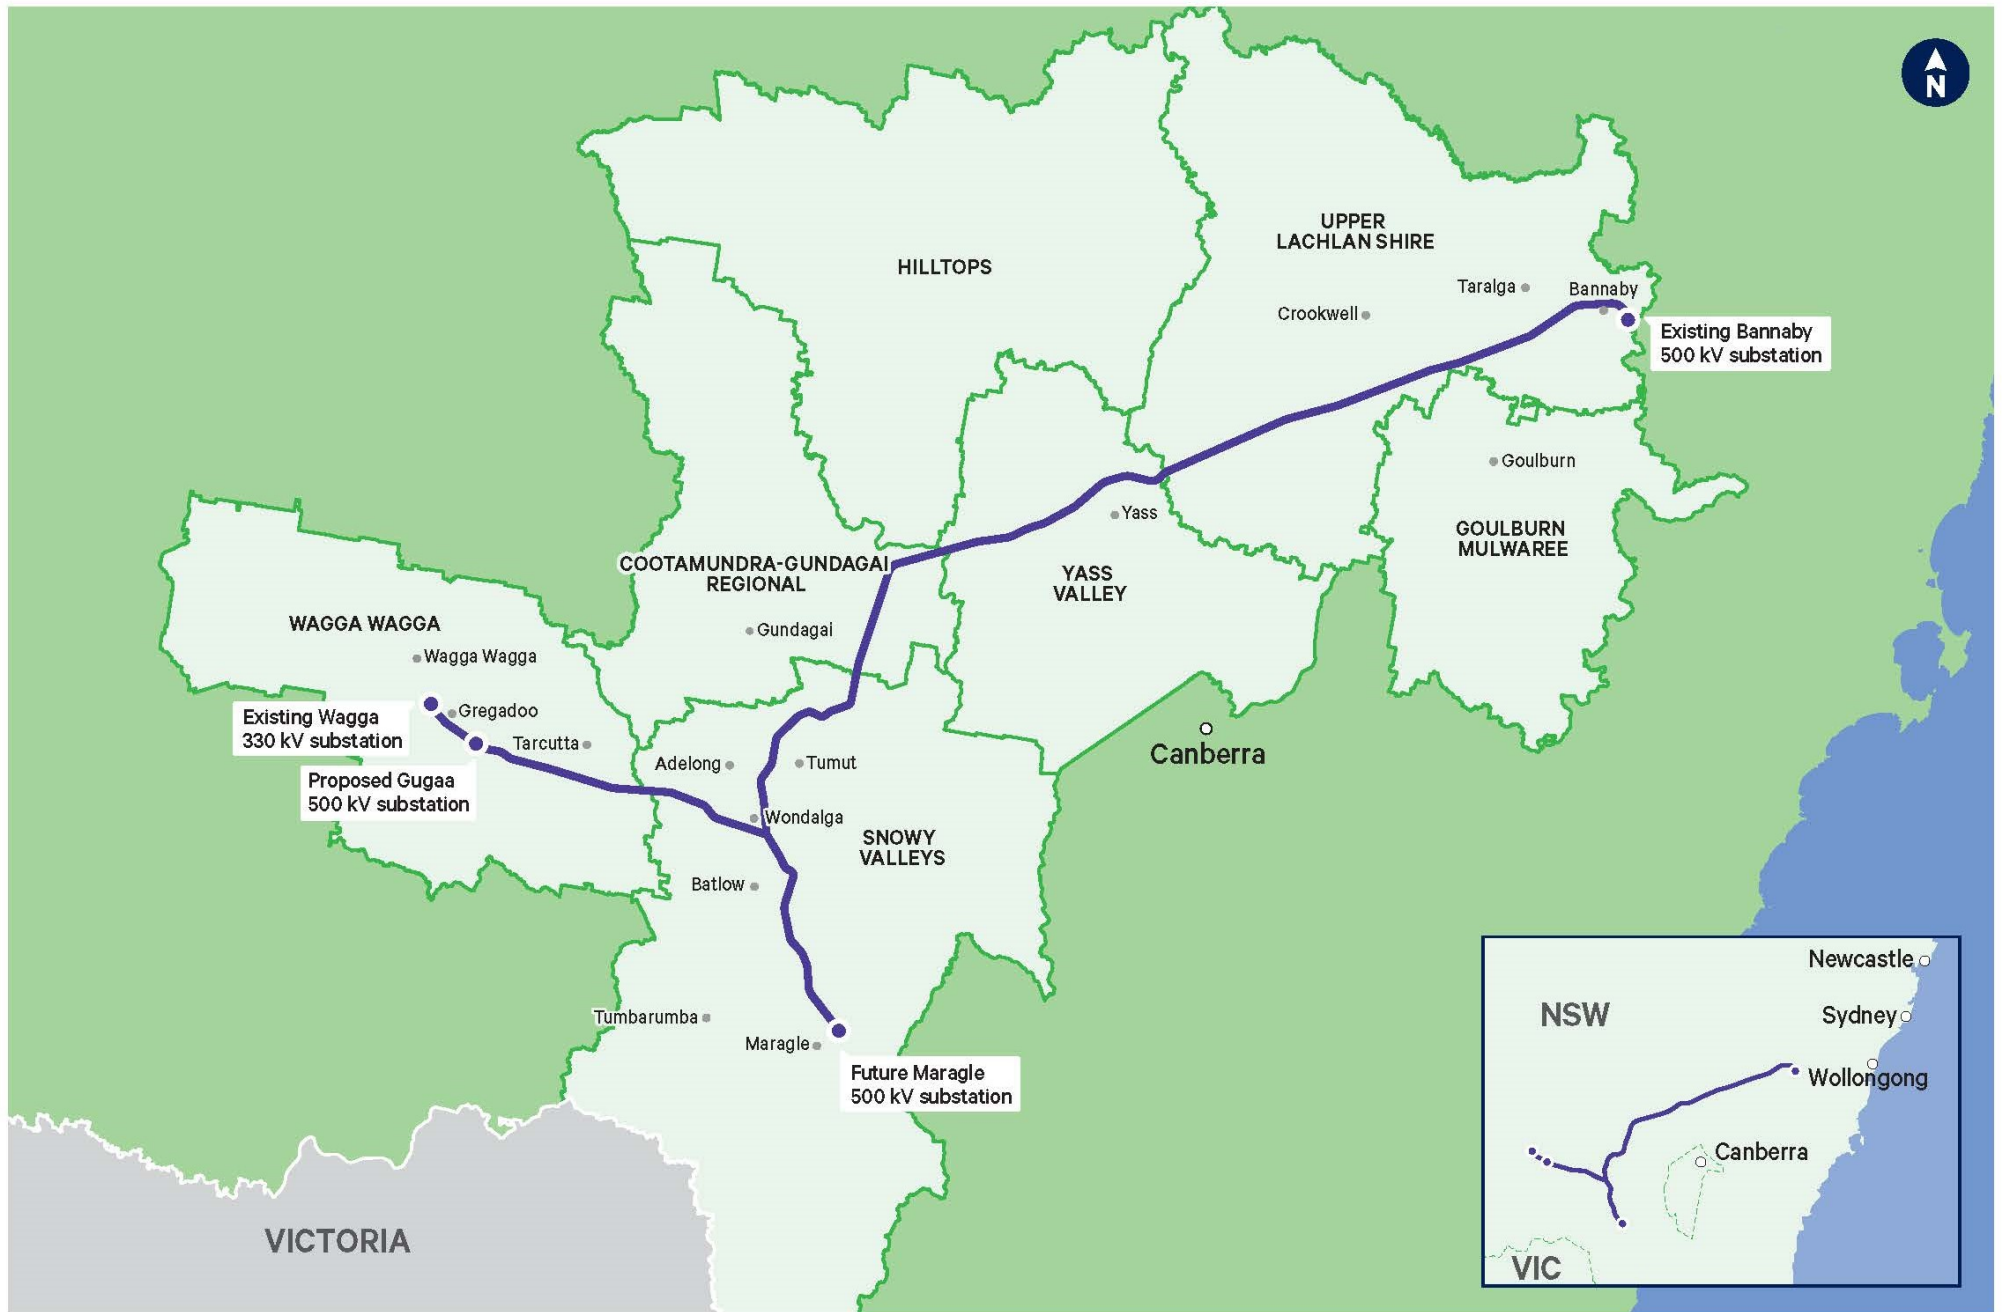 N
UPPER
LACHLAN SHIRE
HILLTOPS
Taralga
Bannaby
Crookwell
Existing Bannaby
500 kV substation
Goulburn
Yass
GOULBURN
MULWAREE
COOTAMUNDRA-GUNDAGAI
REGIONAL
YASS
VALLEY
WAGGA WAGGA
Gundagai
Wagga Wagga
Existing Wagga
330 kV substation
Gregadoo
Tarcutta
Adelong
Tumut
Canberra
Proposed Gugaa
500 kV substation
Wondalga
SNOWY
VALLEYS
Batlow
Tumbarumba
Maragle
Future Maragle
500 kV substation
VICTORIA
Newcastle
NSW
Sydney
Wollongong
Canberra
VIC